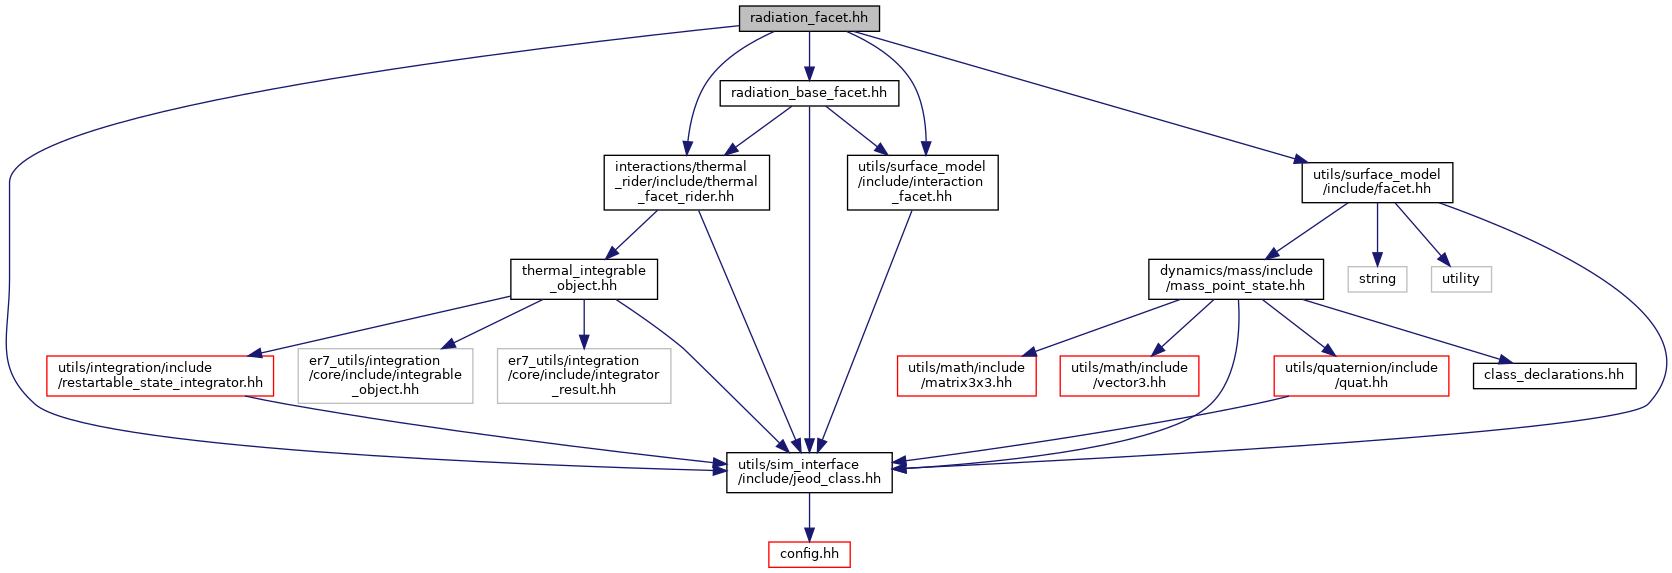 radiation_facet.hh
radiation_base_facet.hh
interactions/thermal
_rider/include/thermal
_facet_rider.hh
utils/surface_model
/include/interaction
_facet.hh
utils/surface_model
/include/facet.hh
thermal_integrable
_object.hh
dynamics/mass/include
/mass_point_state.hh
string
utility
utils/integration/include
/restartable_state_integrator.hh
er7_utils/integration
/core/include/integrable
_object.hh
er7_utils/integration
/core/include/integrator
_result.hh
utils/math/include
/matrix3x3.hh
utils/math/include
/vector3.hh
utils/quaternion/include
/quat.hh
class_declarations.hh
utils/sim_interface
/include/jeod_class.hh
config.hh